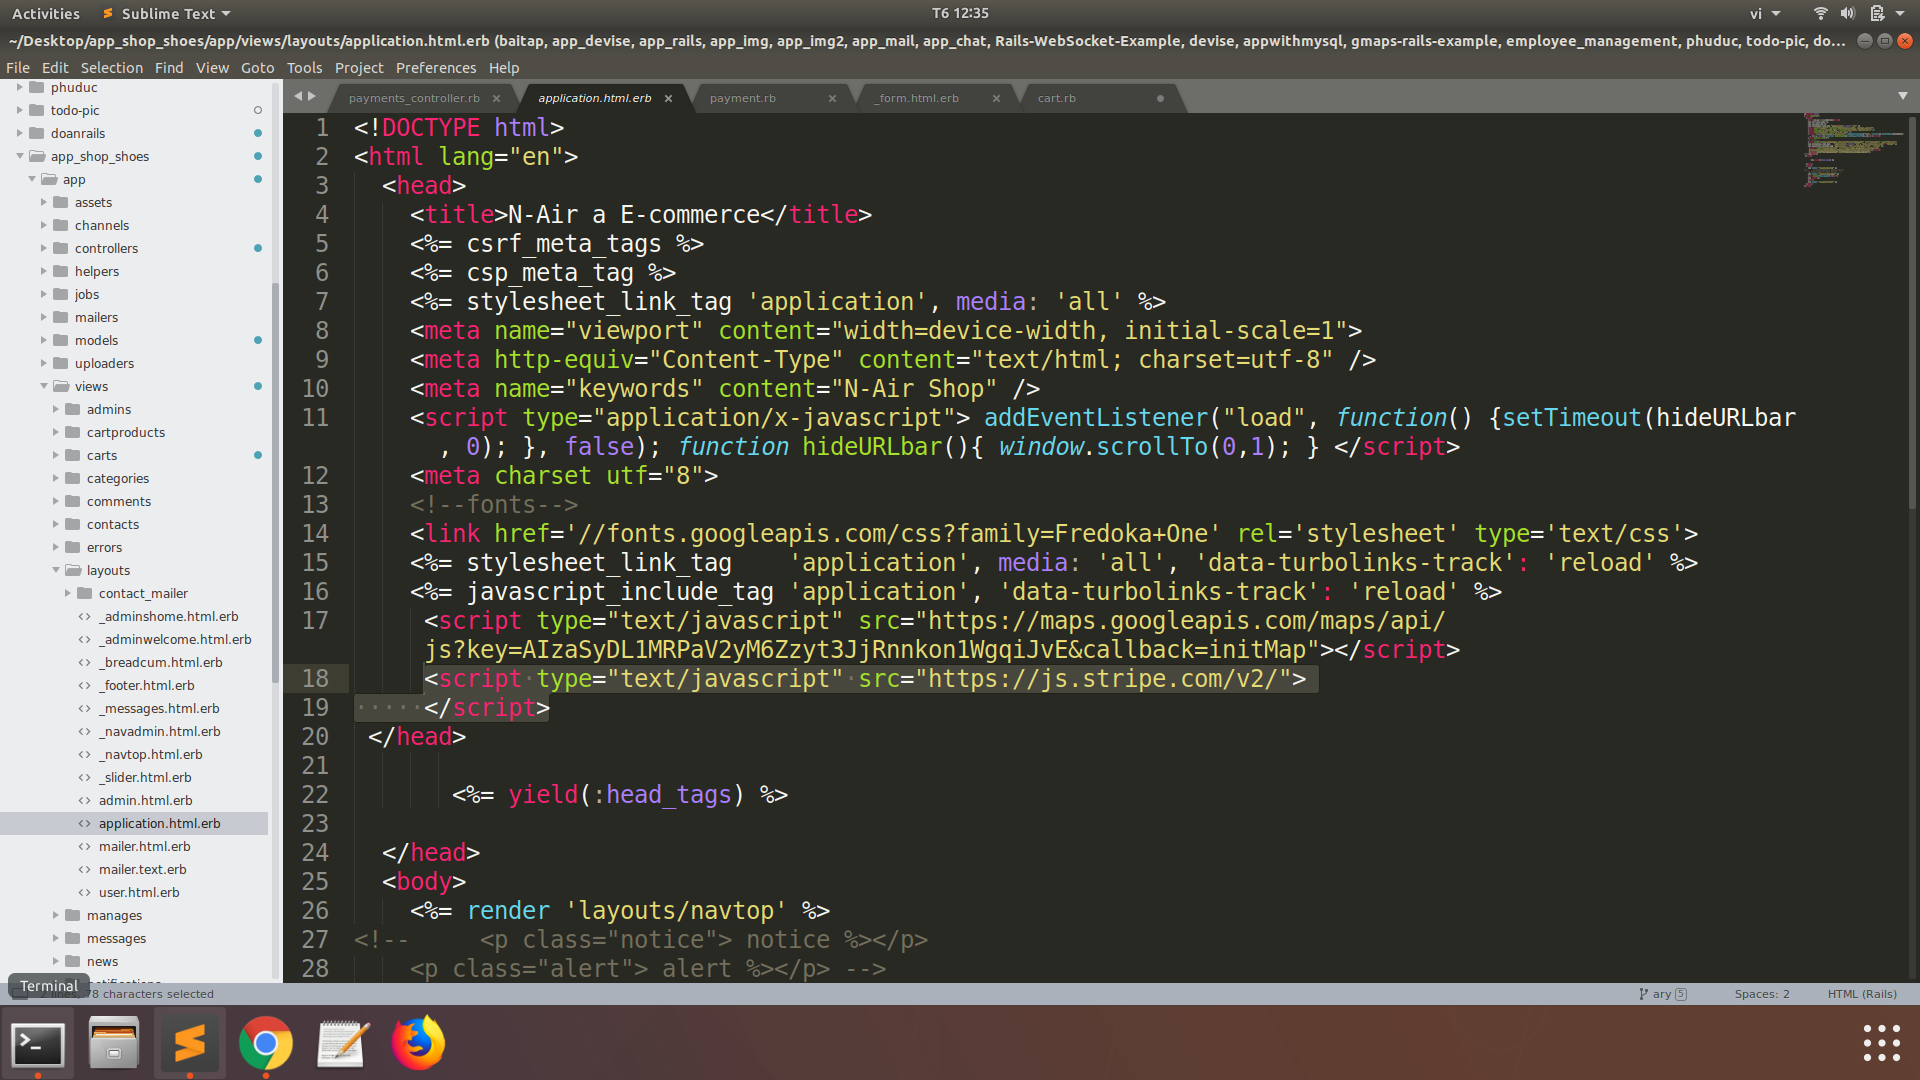 Activities
Sublime Text
T6 12:35
vi
~/Desktop/app_shop_shoes/app/views/layouts/application.html.erb (baitap, app_devise, app_rails, app_img, app_img2, app_mail, app_chat, Rails-WebSocket-Example, devise, appwithmysql, gmaps-rails-example, employee_management, phuduc, todo-pic, do...
File Edit Selection Find View Goto Tools Project Preferences Help
phuduc
todo-pic
doanrails
app_shop_shoes
app
assets
channels
controllers
helpers
jobs
mailers
models
uploaders
views
admins
cartproducts
carts
categories
comments
contacts
errors
layouts
contact_mailer
_adminshome.html.erb
_adminwelcome.html.erb
_breadcum.html.erb
_footer.html.erb
_messages.html.erb
_navadmin.html.erb
_navtop.html.erb
_slider.html.erb
admin.html.erb
application.html.erb
mailer.html.erb
mailer.text.erb
user.html.erb
manages
messages
news
payments_controller.rb
application.html.erb
payment.rb
_form.html.erb
cart.rb
1 <!DOCTYPE html>
2 <html lang="en">
3 <head>
4 <title>N-Air a E-commerce</title>
5 <%= csrf_meta_tags %>
6 <%= csp_meta_tag %>
7 <%= stylesheet_link_tag 'application', media: 'all' %>
8 <meta name="viewport" content="width=device-width, initial-scale=1">
9 <meta http-equiv="Content-Type" content="text/html; charset=utf-8" />
10 <meta name="keywords" content="N-Air Shop" />
11 <script type="application/x-javascript"> addEventListener("load", function() {setTimeout(hideURLbar
, 0); }, false); function hideURLbar(){ window.scrollTo(0,1); } </script>
12 <meta charset utf="8">
13 <!--fonts-->
14 <link href='//fonts.googleapis.com/css?family=Fredoka+One' rel='stylesheet' type='text/css'>
15 <%= stylesheet_link_tag 'application', media: 'all', 'data-turbolinks-track': 'reload' %>
16 <%= javascript_include_tag 'application', 'data-turbolinks-track': 'reload' %>
17 <script type="text/javascript" src="https://maps.googleapis.com/maps/api/
js?key=AIzaSyDL1MRPaV2yM6Zzyt3JjRnnkon1WgqiJvE&callback=initMap"></script>
18 <script type="text/javascript" src="https://js.stripe.com/v2/">
19 </script>
20 </head>
21
22 <%= yield(:head_tags) %>
23
24 </head>
25 <body>
26 <%= render 'layouts/navtop' %>
27 <!-- <p class="notice"> notice %></p>
28 <p class="alert"> alert %></p> -->
Terminal
2 lines, 78 characters selected
ary 5
Spaces: 2
HTML (Rails)